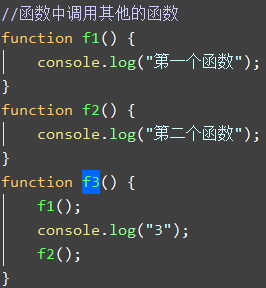 //函数中调用其他的函数
function f1() {
    console.log("第一个函数");
}
function f2() {
    console.log("第二个函数");
}
function f3() {
    f1();
    console.log("3");
    f2();
}